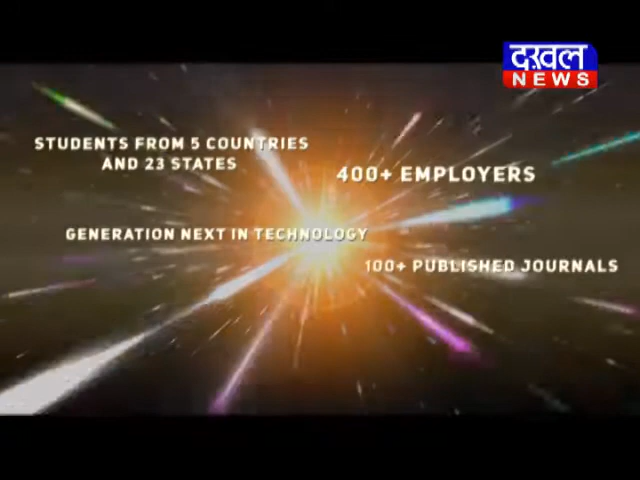 दख़ल
NEWS
STUDENTS FROM 5 COUNTRIES
AND 23 STATES
400+ EMPLOYERS
GENERATION NEXT IN TECHNOLOGY
100+ PUBLISHED JOURNALS